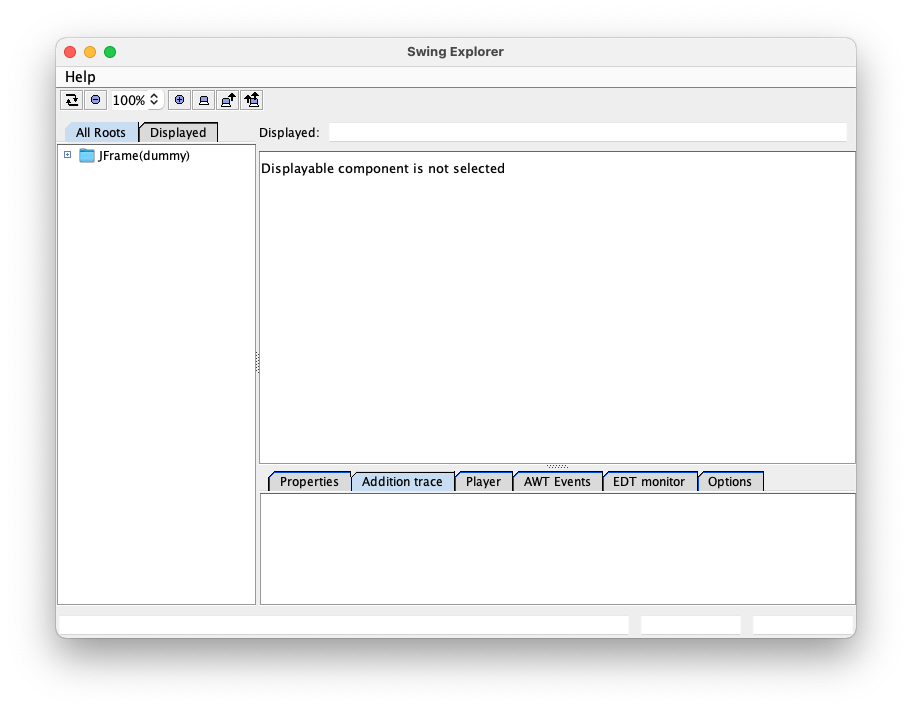 Swing Explorer
Help
100%
All Roots Displayed Displayed:
JFrame(dummy)
Displayable component is not selected
Properties Addition trace Player AWT Events EDT monitor Options